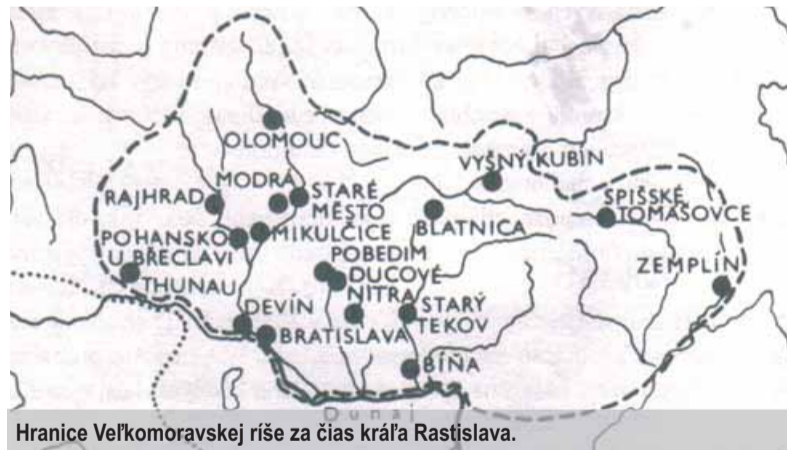 OLOMOUC
VYŠNÝ KUBÍN
RAJHRAD
MODRÁ
STARÉ
MĚSTO
SPIŠSKÉ
TOMÁŠOVCE
BLATNICA
POHANSKO
U BŘECLAVI
MIKULČICE
POBEDIM
DUCOVÉ
THUNAU
NITRA
ZEMPLÍN
DEVÍN
STARÝ
TEKOV
BRATISLAVA
BÍŇA
Dunaj
Hranice Veľkomoravskej ríše za čias kráľa Rastislava.